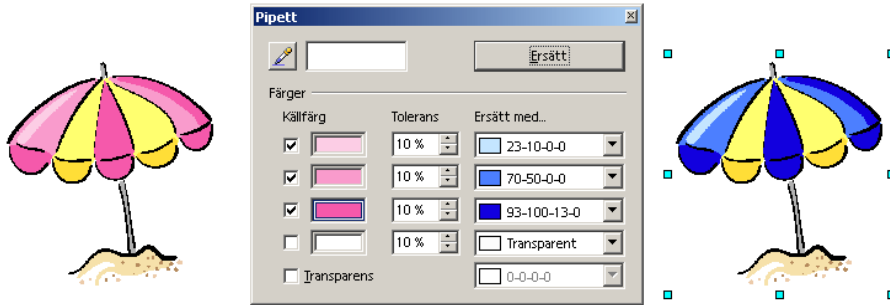 Pipett
Ersätt
Färger
Källfärg Tolerans Ersätt med...
10 % 23-10-0-0
10 % 70-50-0-0
10 % 93-100-13-0
10 % Transparent
Transparens 0-0-0-0